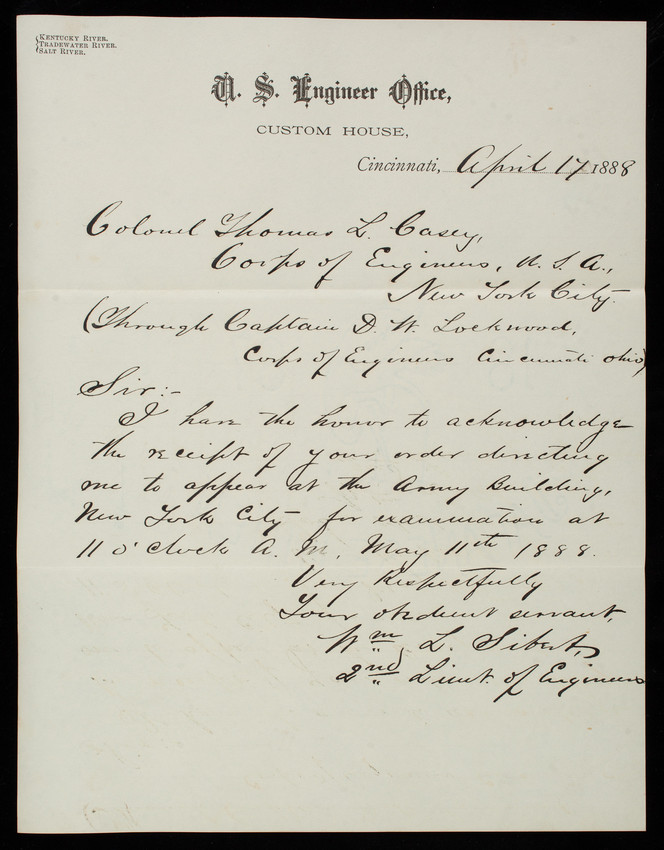 Kentucky River.
Tradewater River.
Salt River.
U. S. Engineer Office,
CUSTOM HOUSE,
Cincinnati, April 17 1888
Colonel Thomas L. Casey,
Corps of Engineers, U. S. A.,
New York City.
(Through Captain D. W. Lockwood,
Corps of Engineers Cincinnati Ohio)
Sir:-
I have the honor to acknowledge
the receipt of your order directing
me to appear at the Army Building,
New York City for examination at
11 o'clock A. M. May 11th 1888.
Very Respectfully
Your obedient servant,
Wm L. Sibert,
2nd Lieut. of Engineers